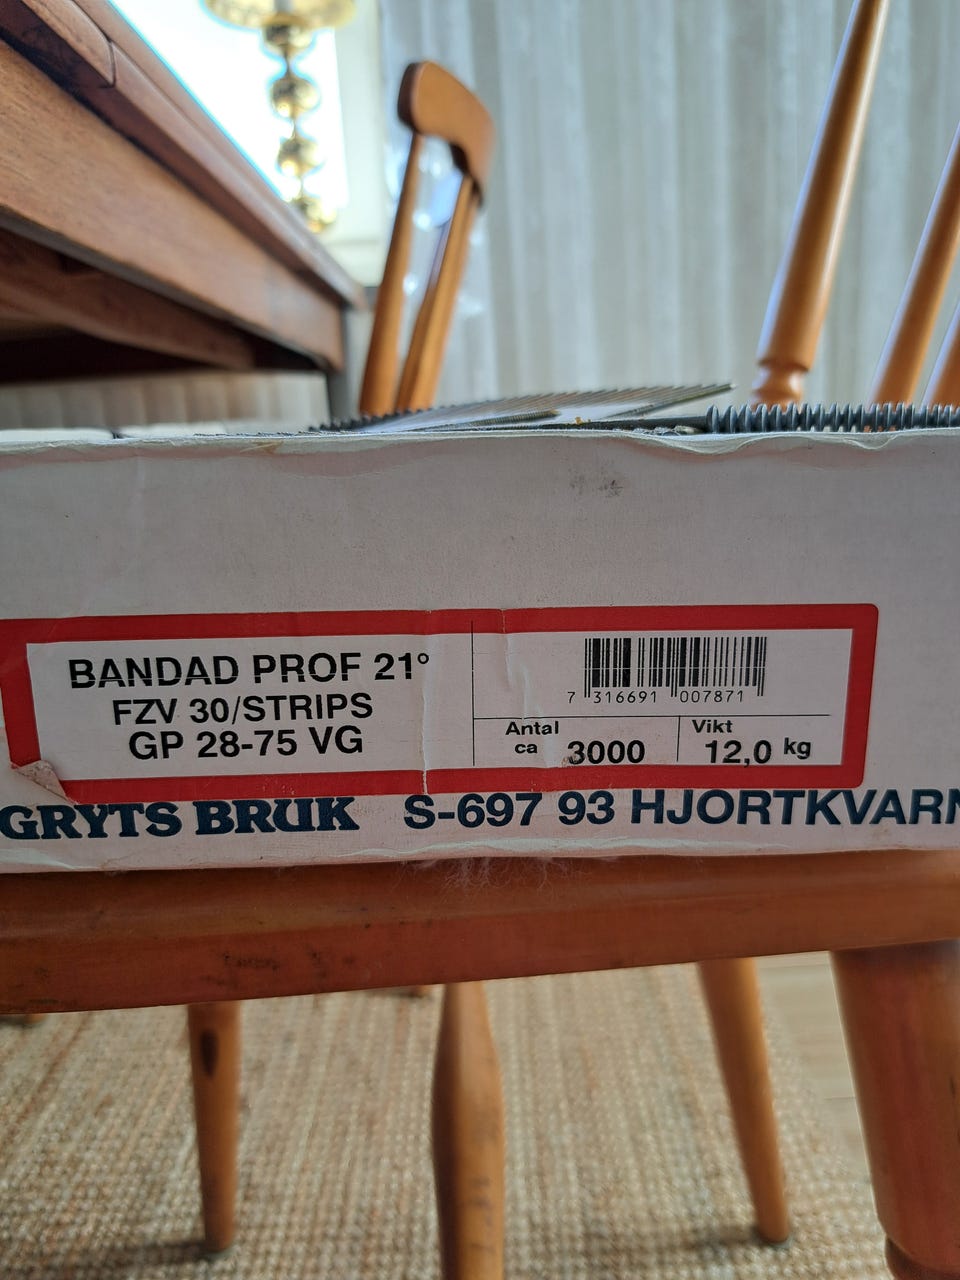 BANDAD PROF 21°
FZV 30/STRIPS
GP 28-75 VG
7 316691 007871
Antal
ca 3000
Vikt
12,0 kg
GRYTS BRUK S-697 93 HJORTKVARN